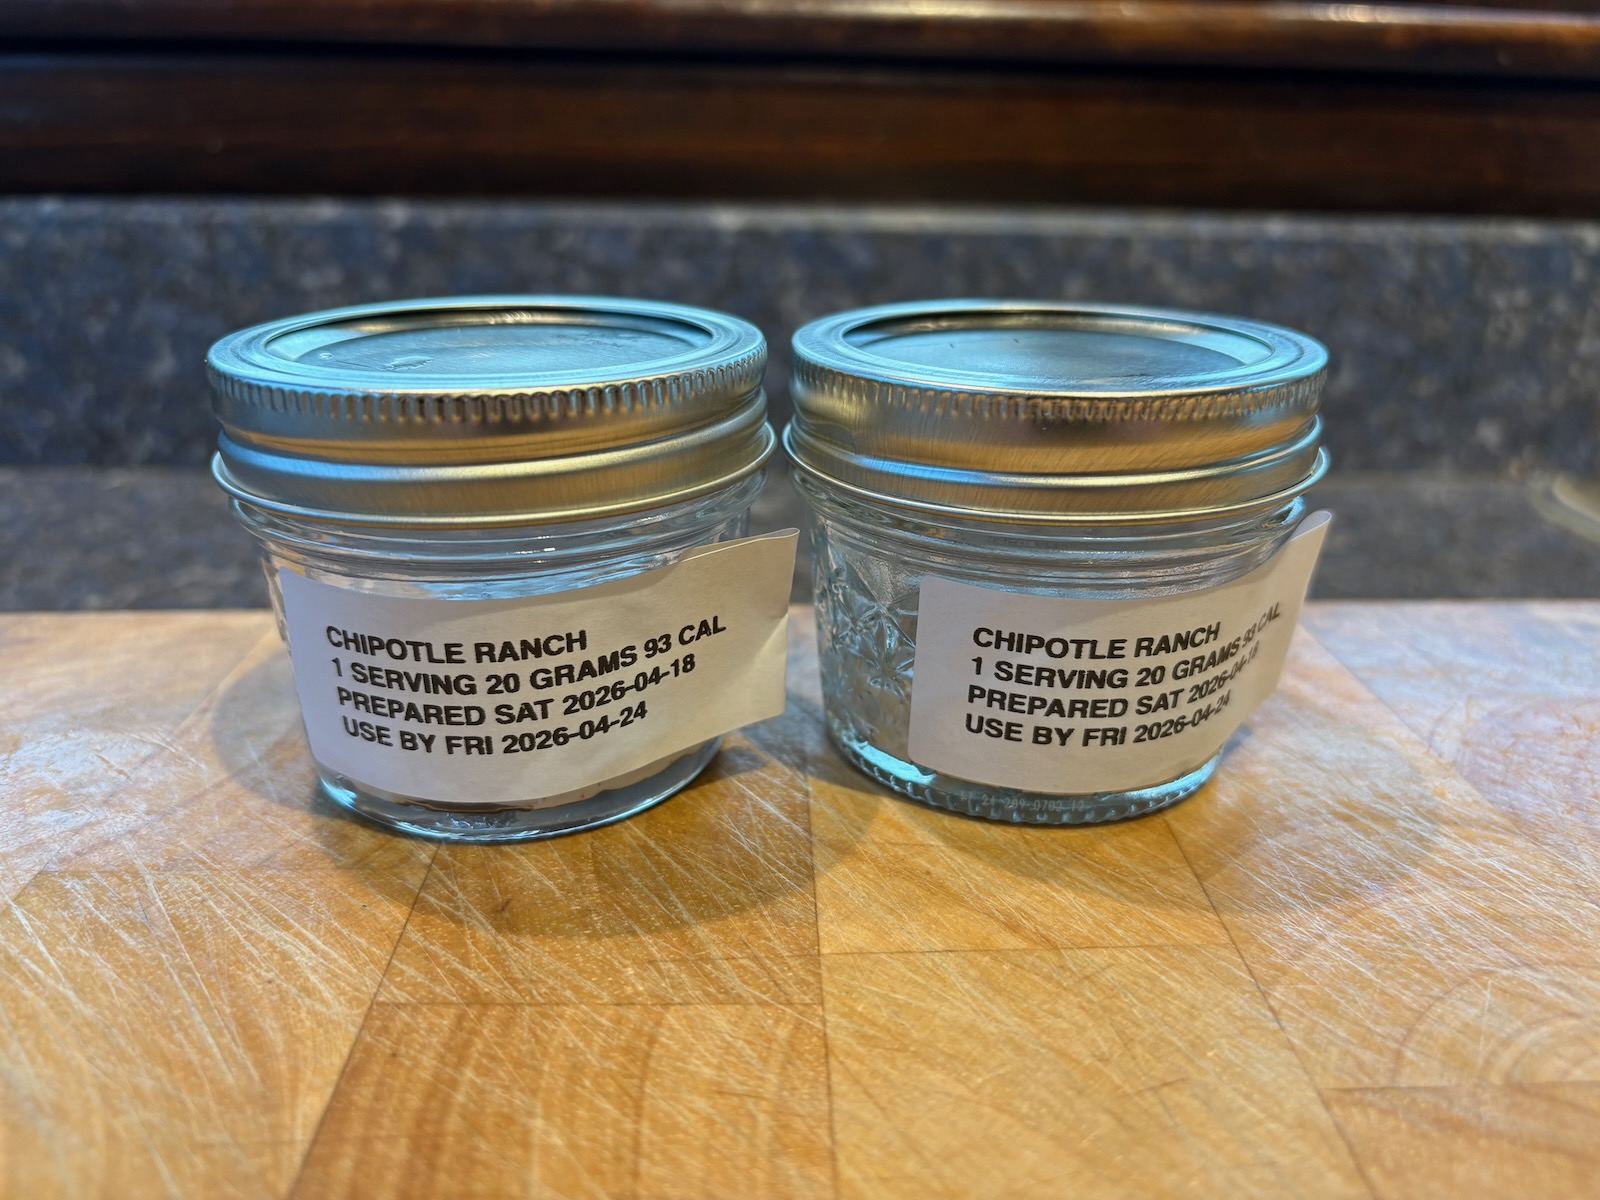 CHIPOTLE RANCH
1 SERVING 20 GRAMS 93 CAL
PREPARED SAT 2026-04-18
USE BY FRI 2026-04-24
CHIPOTLE RANCH
1 SERVING 20 GRAMS 93 CAL
PREPARED SAT 2026-04-18
USE BY FRI 2026-04-24